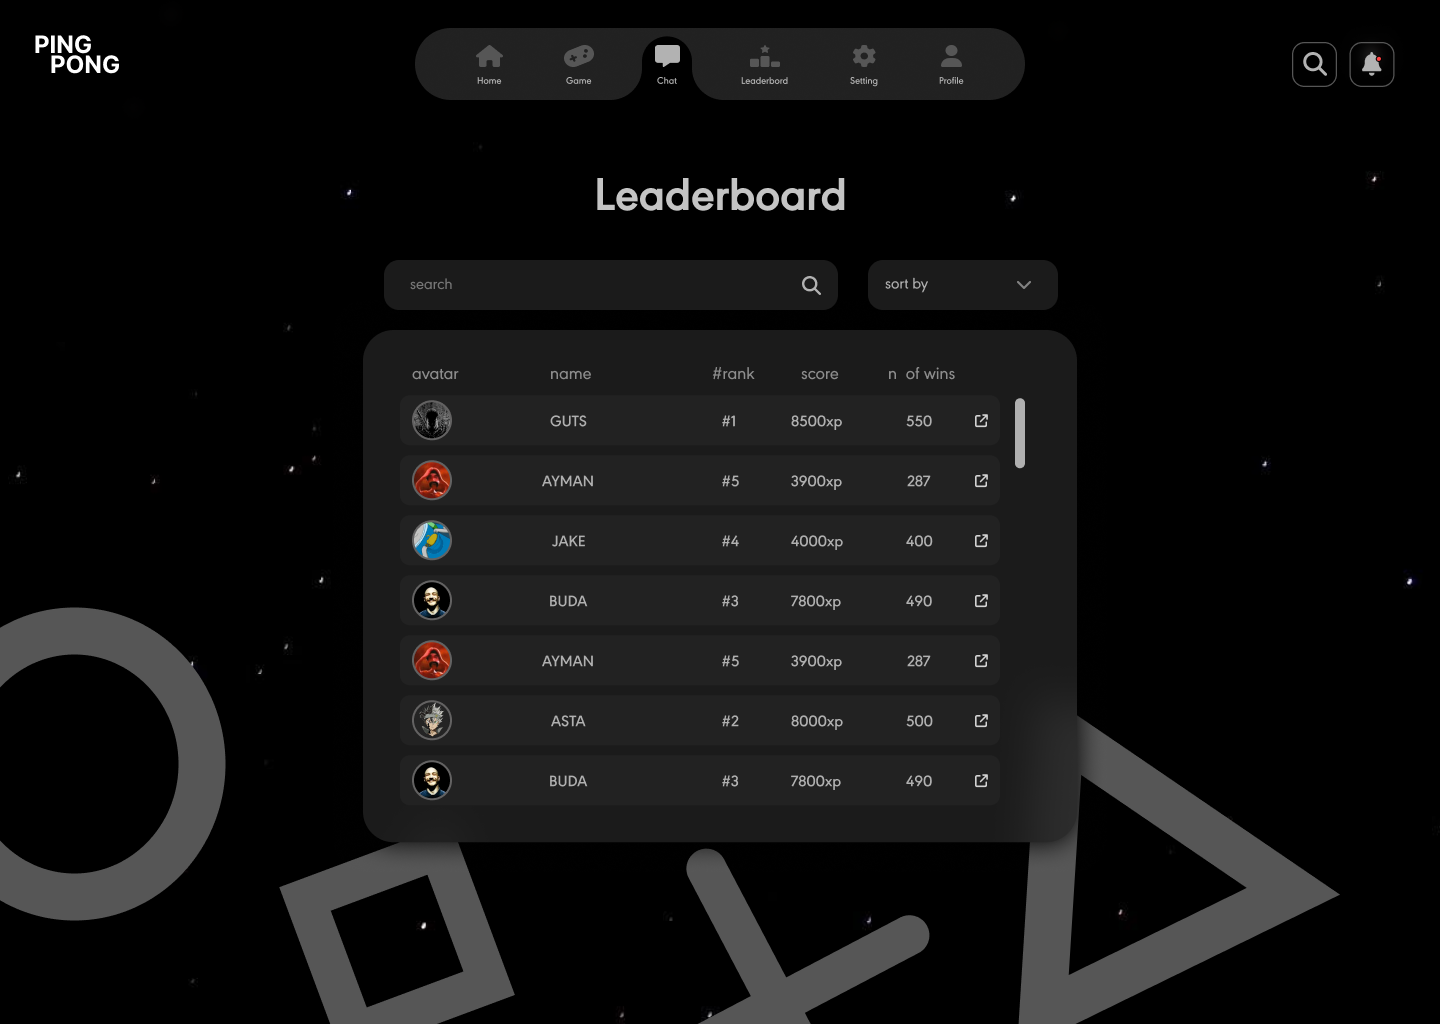 PING
PONG
Home Game Chat Leaderbord Setting Profile
Leaderboard
search sort by
avatar name #rank score n of wins
GUTS #1 8500xp 550
AYMAN #5 3900xp 287
JAKE #4 4000xp 400
BUDA #3 7800xp 490
AYMAN #5 3900xp 287
ASTA #2 8000xp 500
BUDA #3 7800xp 490